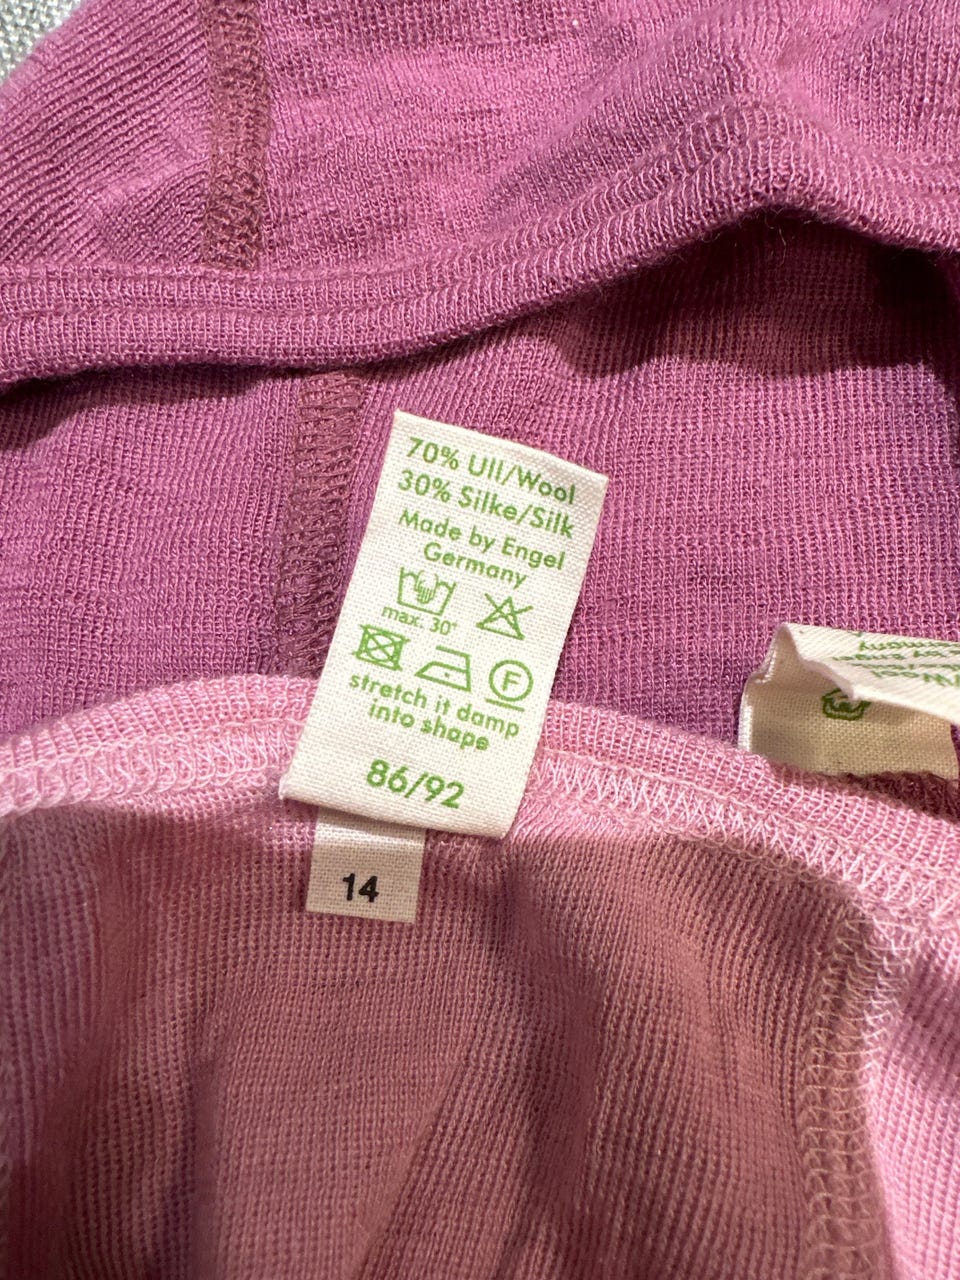 70% Ull/Wool
30% Silke/Silk
Made by Engel
Germany
max. 30°
F
stretch it damp
into shape
86/92
14